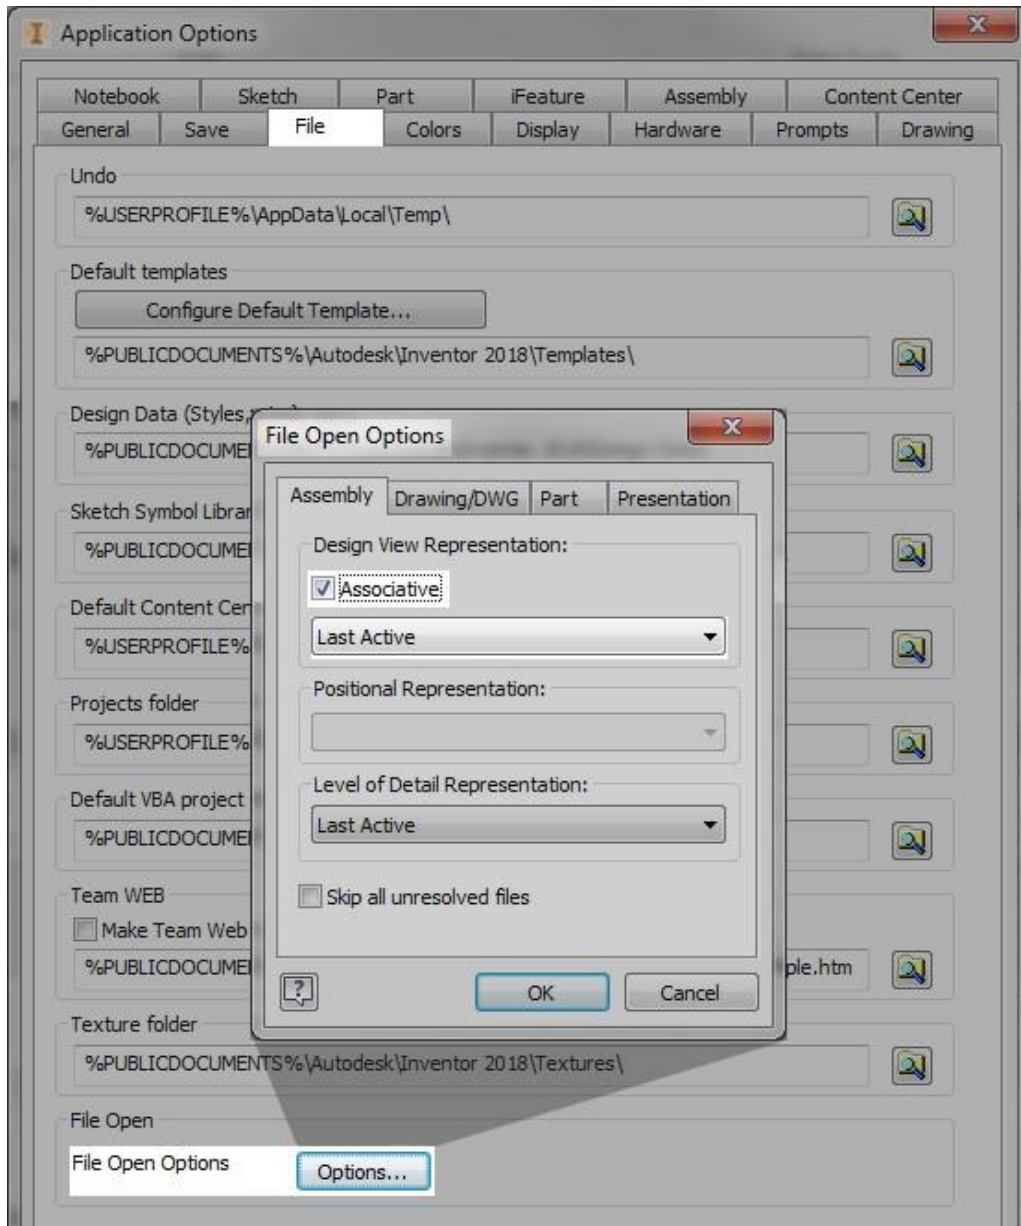 Application Options
Notebook Sketch Part iFeature Assembly Content Center
General Save File Colors Display Hardware Prompts Drawing
Undo
%USERPROFILE%\AppData\Local\Temp\
Default templates
Configure Default Template...
%PUBLICDOCUMENTS%\Autodesk\Inventor 2018\Templates\
Design Data (Styles,
%PUBLICDOCUME
Sketch Symbol Librar
%PUBLICDOCUME
Default Content Cen
%USERPROFILE%
Projects folder
%USERPROFILE%
Default VBA project
%PUBLICDOCUME
Team WEB
Make Team Web
%PUBLICDOCUME ple.htm
Texture folder
%PUBLICDOCUMENTS%\Autodesk\Inventor 2018\Textures\
File Open
File Open Options Options...
File Open Options
Assembly Drawing/DWG Part Presentation
Design View Representation:
Associative
Last Active
Positional Representation:
Level of Detail Representation:
Last Active
Skip all unresolved files
OK Cancel